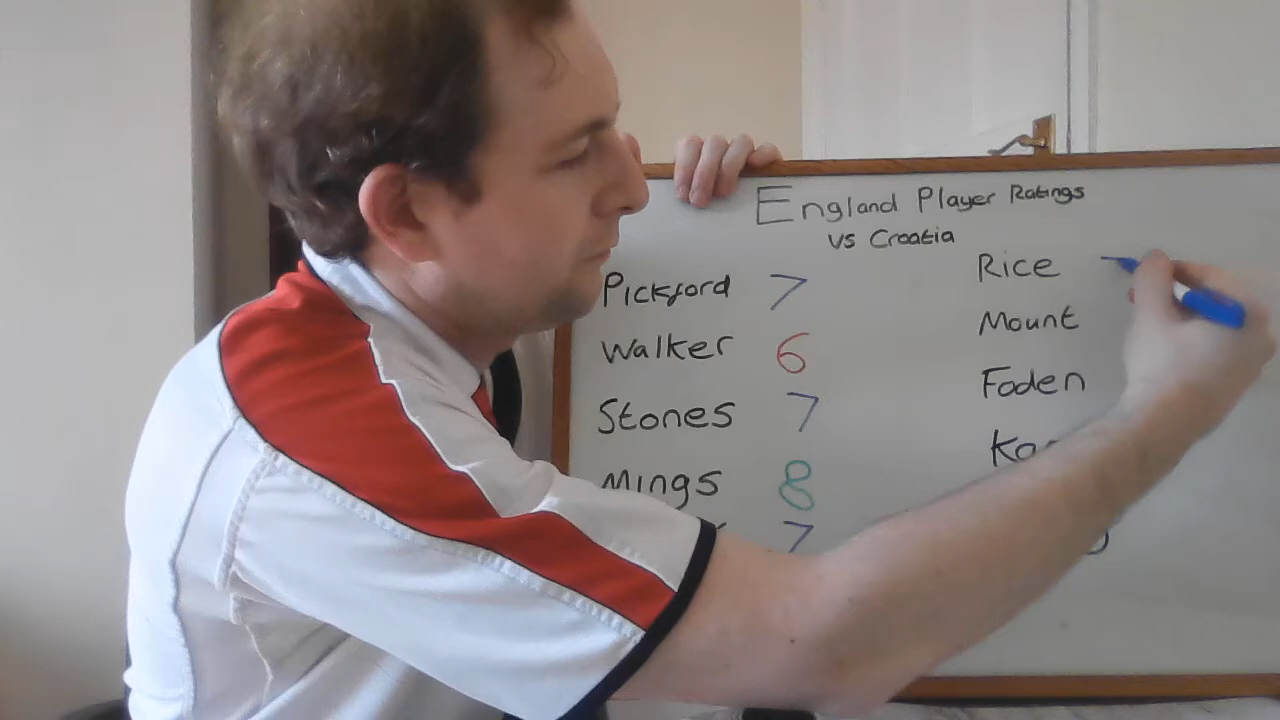 England Player Ratings
vs Croatia
Pickford 7
Walker 6
Stones 7
Mings 8
7
Rice
Mount
Foden